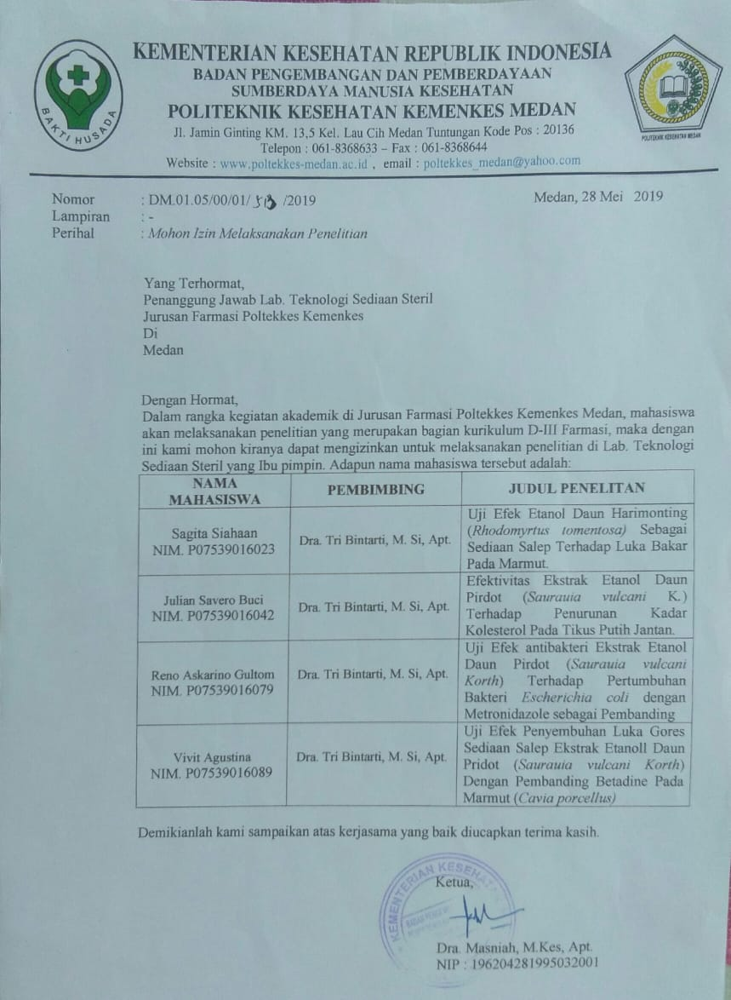 KEMENTERIAN KESEHATAN REPUBLIK INDONESIA
BADAN PENGEMBANGAN DAN PEMBERDAYAAN
SUMBERDAYA MANUSIA KESEHATAN
POLITEKNIK KESEHATAN KEMENKES MEDAN
Jl. Jamin Ginting KM. 13,5 Kel. Lau Cih Medan Tuntungan Kode Pos : 20136
Telepon : 061-8368633 – Fax : 061-8368644
Website : www.poltekkes-medan.ac.id , email : poltekkes_medan@yahoo.com
BAKTI HUSADA
POLITEKNIK KESEHATAN MEDAN
Nomor : DM.01.05/00/01/ /2019
Medan, 28 Mei 2019
Lampiran : -
Perihal : Mohon Izin Melaksanakan Penelitian
Yang Terhormat,
Penanggung Jawab Lab. Teknologi Sediaan Steril
Jurusan Farmasi Poltekkes Kemenkes
Di
Medan
Dengan Hormat,
Dalam rangka kegiatan akademik di Jurusan Farmasi Poltekkes Kemenkes Medan, mahasiswa
akan melaksanakan penelitian yang merupakan bagian kurikulum D-III Farmasi, maka dengan
ini kami mohon kiranya dapat mengizinkan untuk melaksanakan penelitian di Lab. Teknologi
Sediaan Steril yang Ibu pimpin. Adapun nama mahasiswa tersebut adalah:
NAMA
MAHASISWA
PEMBIMBING
JUDUL PENELITAN
Sagita Siahaan
NIM. P07539016023
Dra. Tri Bintarti, M. Si, Apt.
Uji Efek Etanol Daun Harimonting
(Rhodomyrtus tomentosa) Sebagai
Sediaan Salep Terhadap Luka Bakar
Pada Marmut.
Julian Savero Buci
NIM. P07539016042
Dra. Tri Bintarti, M. Si, Apt.
Efektivitas Ekstrak Etanol Daun
Pirdot (Saurauia vulcani K.)
Terhadap Penurunan Kadar
Kolesterol Pada Tikus Putih Jantan.
Reno Askarino Gultom
NIM. P07539016079
Dra. Tri Bintarti, M. Si, Apt.
Uji Efek antibakteri Ekstrak Etanol
Daun Pirdot (Saurauia vulcani
Korth) Terhadap Pertumbuhan
Bakteri Escherichia coli dengan
Metronidazole sebagai Pembanding
Vivit Agustina
NIM. P07539016089
Dra. Tri Bintarti, M. Si, Apt.
Uji Efek Penyembuhan Luka Gores
Sediaan Salep Ekstrak Etanoll Daun
Pridot (Saurauia vulcani Korth)
Dengan Pembanding Betadine Pada
Marmut (Cavia porcellus)
Demikianlah kami sampaikan atas kerjasama yang baik diucapkan terima kasih.
KEMENTERIAN
Ketua,
Dra. Masniah, M.Kes, Apt.
NIP : 196204281995032001